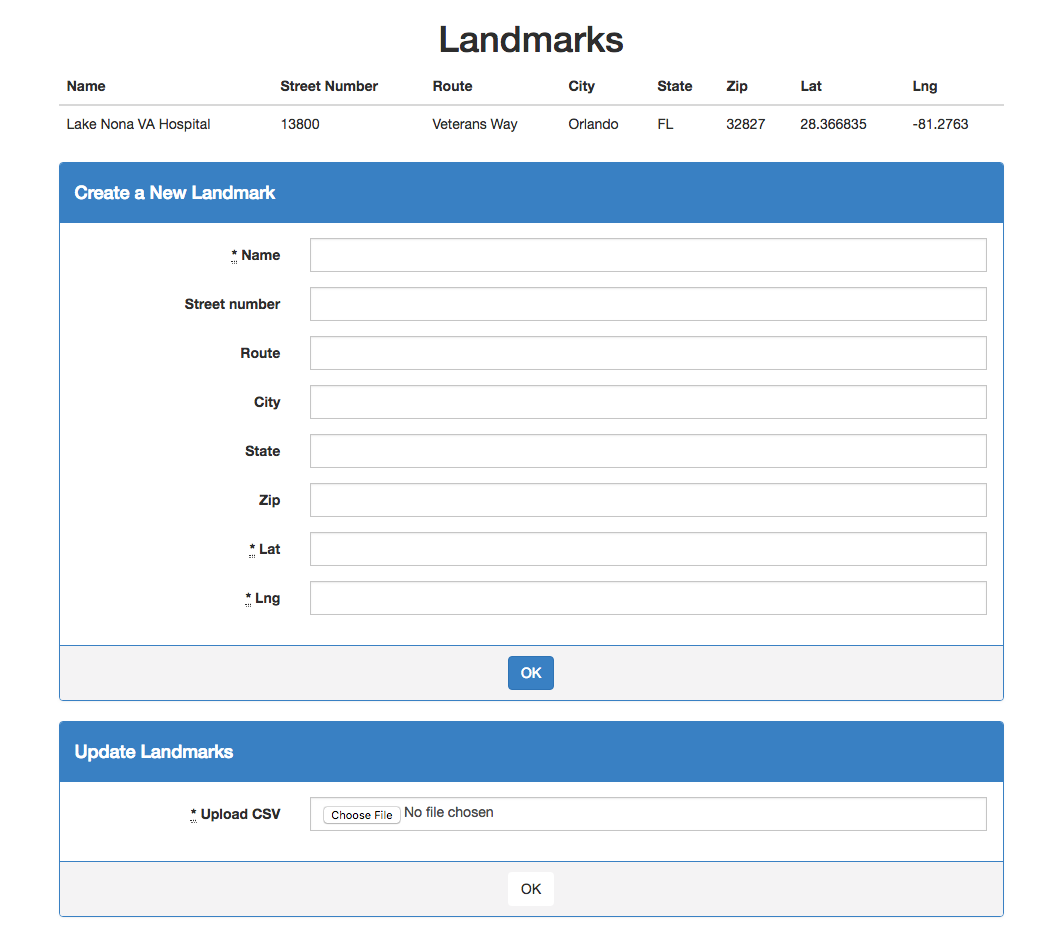 Landmarks
Name Street Number Route City State Zip Lat Lng
Lake Nona VA Hospital 13800 Veterans Way Orlando FL 32827 28.366835 -81.2763
Create a New Landmark
* Name
Street number
Route
City
State
Zip
* Lat
* Lng
OK
Update Landmarks
* Upload CSV Choose File No file chosen
OK